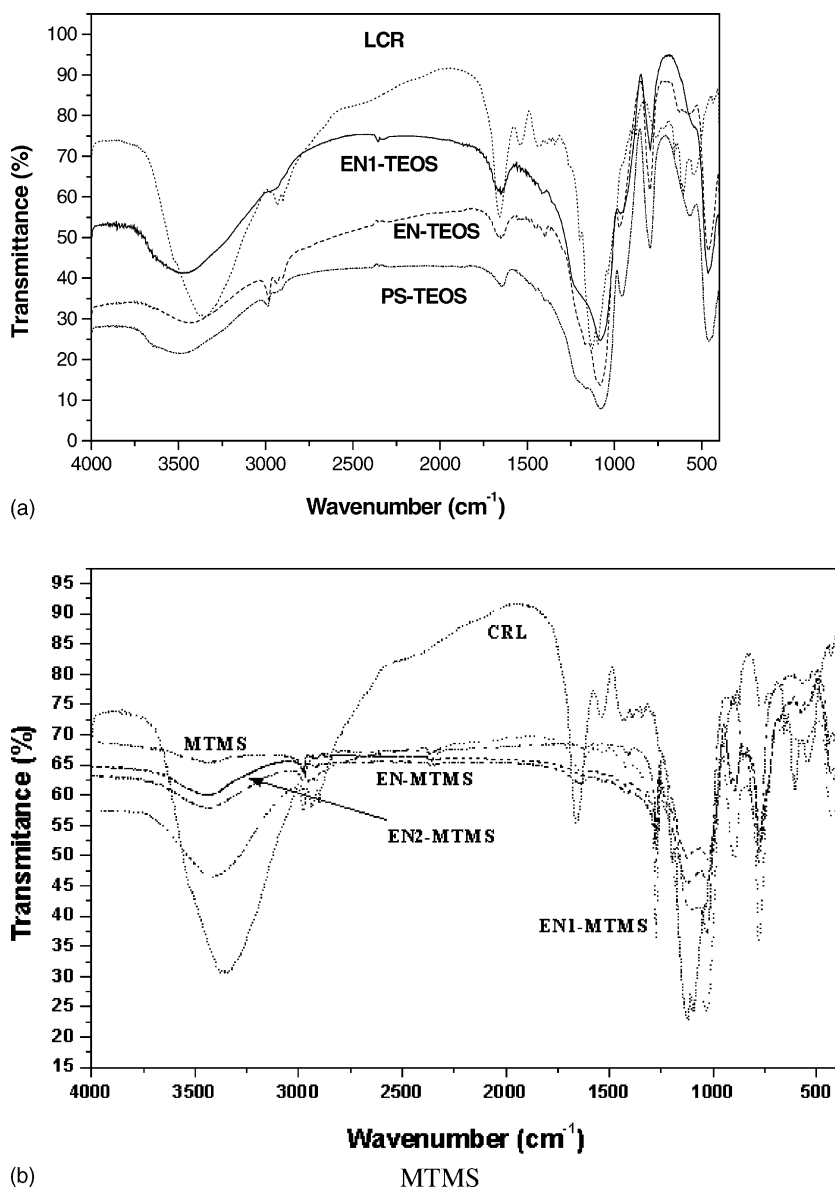 100
90
80
70
60
50
40
30
20
10
0
Transmittance (%)
LCR
EN1-TEOS
EN-TEOS
PS-TEOS
4000 3500 3000 2500 2000 1500 1000 500
Wavenumber (cm-1)
(a)
95
90
85
80
75
70
65
60
55
50
45
40
35
30
25
20
15
Transmitance (%)
CRL
MTMS
EN-MTMS
EN2-MTMS
EN1-MTMS
4000 3500 3000 2500 2000 1500 1000 500
Wavenumber (cm-1)
(b) MTMS